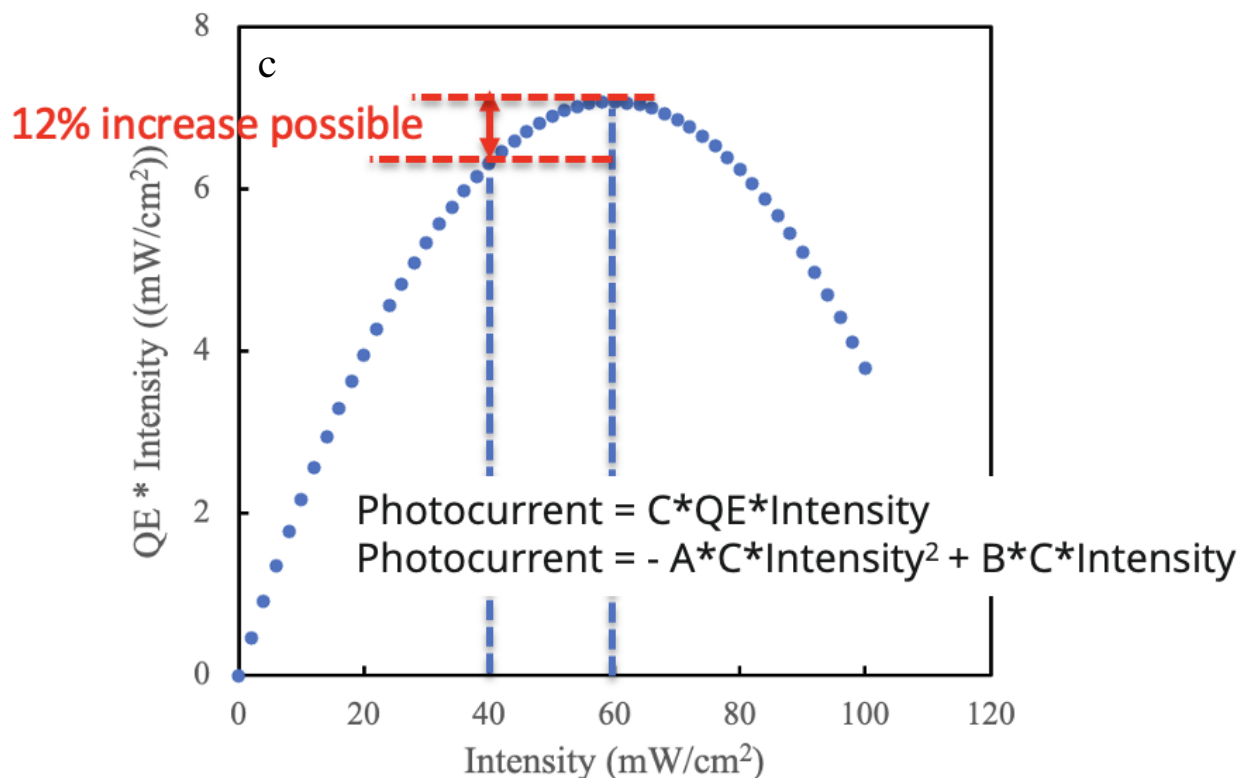 8
c
12% increase possible
6
QE * Intensity ((mW/cm²))
4
2
Photocurrent = C*QE*Intensity
Photocurrent = - A*C*Intensity² + B*C*Intensity
0
0 20 40 60 80 100 120
Intensity (mW/cm²)